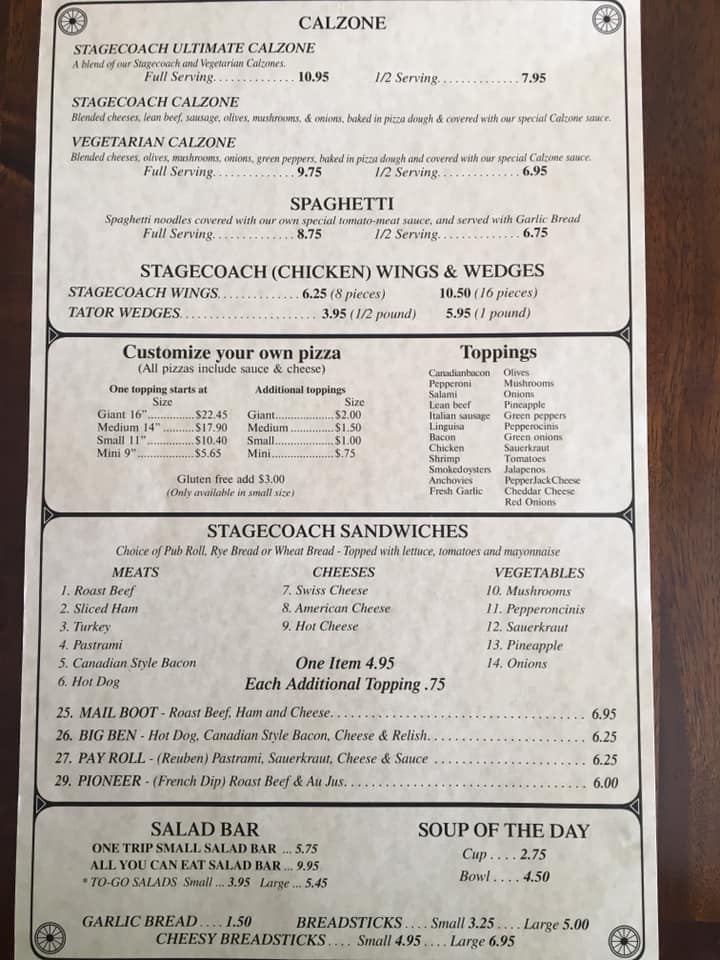 CALZONE
STAGECOACH ULTIMATE CALZONE
A blend of our Stagecoach and Vegetarian Calzones.
Full Serving. . . . . . . . . . . . . 10.95 1/2 Serving. . . . . . . . . . . . . 7.95
STAGECOACH CALZONE
Blended cheeses, lean beef, sausage, olives, mushrooms, & onions, baked in pizza dough & covered with our special Calzone sauce.
VEGETARIAN CALZONE
Blended cheeses, olives, mushrooms, onions, green peppers, baked in pizza dough and covered with our special Calzone sauce.
Full Serving. . . . . . . . . . . . . 9.75 1/2 Serving. . . . . . . . . . . . . 6.95
SPAGHETTI
Spaghetti noodles covered with our own special tomato-meat sauce, and served with Garlic Bread
Full Serving. . . . . . . . . . . . . 8.75 1/2 Serving. . . . . . . . . . . . . 6.75
STAGECOACH (CHICKEN) WINGS & WEDGES
STAGECOACH WINGS. . . . . . . . . . . . . 6.25 (8 pieces) 10.50 (16 pieces)
TATOR WEDGES. . . . . . . . . . . . . . . . . . . . . 3.95 (1/2 pound) 5.95 (1 pound)
Customize your own pizza
(All pizzas include sauce & cheese)
One topping starts at
Size
Giant 16"...............$22.45
Medium 14" ..........$17.90
Small 11"...............$10.40
Mini 9"..................$5.65
Additional toppings
Size
Giant....................$2.00
Medium ..............$1.50
Small....................$1.00
Mini.....................$.75
Gluten free add $3.00
(Only available in small size)
Toppings
Canadianbacon
Pepperoni
Salami
Lean beef
Italian sausage
Linguisa
Bacon
Chicken
Shrimp
Smokedoysters
Anchovies
Fresh Garlic
Olives
Mushrooms
Onions
Pineapple
Green peppers
Pepperocinis
Green onions
Sauerkraut
Tomatoes
Jalapenos
PepperJackCheese
Cheddar Cheese
Red Onions
STAGECOACH SANDWICHES
Choice of Pub Roll, Rye Bread or Wheat Bread - Topped with lettuce, tomatoes and mayonnaise
MEATS
1. Roast Beef
2. Sliced Ham
3. Turkey
4. Pastrami
5. Canadian Style Bacon
6. Hot Dog
CHEESES
7. Swiss Cheese
8. American Cheese
9. Hot Cheese
VEGETABLES
10. Mushrooms
11. Pepperoncinis
12. Sauerkraut
13. Pineapple
14. Onions
One Item 4.95
Each Additional Topping .75
25. MAIL BOOT - Roast Beef, Ham and Cheese. . . . . . . . . . . . . . . . . . . . . . . . . . . . . . . . . . . 6.95
26. BIG BEN - Hot Dog, Canadian Style Bacon, Cheese & Relish. . . . . . . . . . . . . . . . . . . . . . 6.25
27. PAY ROLL - (Reuben) Pastrami, Sauerkraut, Cheese & Sauce . . . . . . . . . . . . . . . . . . . . . 6.25
29. PIONEER - (French Dip) Roast Beef & Au Jus. . . . . . . . . . . . . . . . . . . . . . . . . . . . . . . . . 6.00
SALAD BAR
ONE TRIP SMALL SALAD BAR ... 5.75
ALL YOU CAN EAT SALAD BAR ... 9.95
* TO-GO SALADS Small ... 3.95 Large ... 5.45
SOUP OF THE DAY
Cup . . . . 2.75
Bowl . . . . 4.50
GARLIC BREAD . . . . 1.50 BREADSTICKS . . . . Small 3.25 . . . . Large 5.00
CHEESY BREADSTICKS . . . . Small 4.95 . . . . Large 6.95